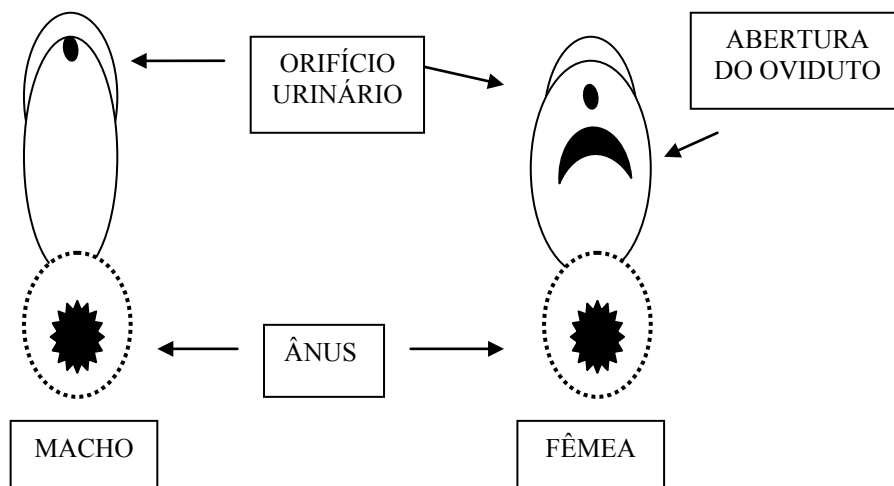 ABERTURA
DO OVIDUTO
ORIFÍCIO
URINÁRIO
ÂNUS
MACHO
FÊMEA